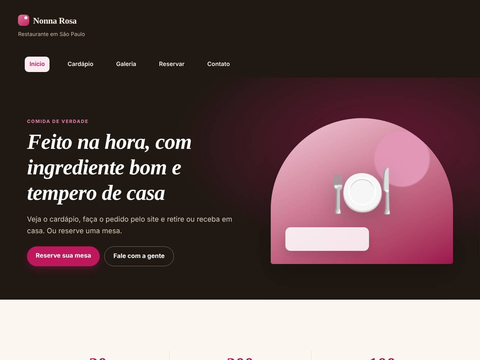 Nonna Rosa
Restaurante em São Paulo
Início Cardápio Galeria Reservar Contato
COMIDA DE VERDADE
Feito na hora, com
ingrediente bom e
tempero de casa
Veja o cardápio, faça o pedido pelo site e retire ou receba em
casa. Ou reserve uma mesa.
Reserve sua mesa Fale com a gente